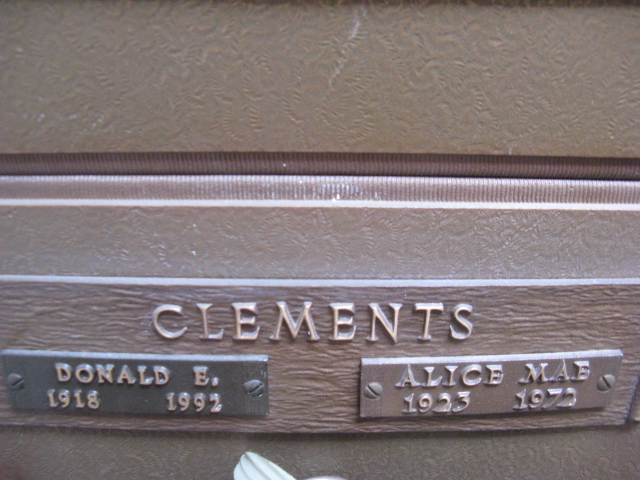 CLEMENTS
DONALD E.
1918 1992
ALICE MAE
1923 1972